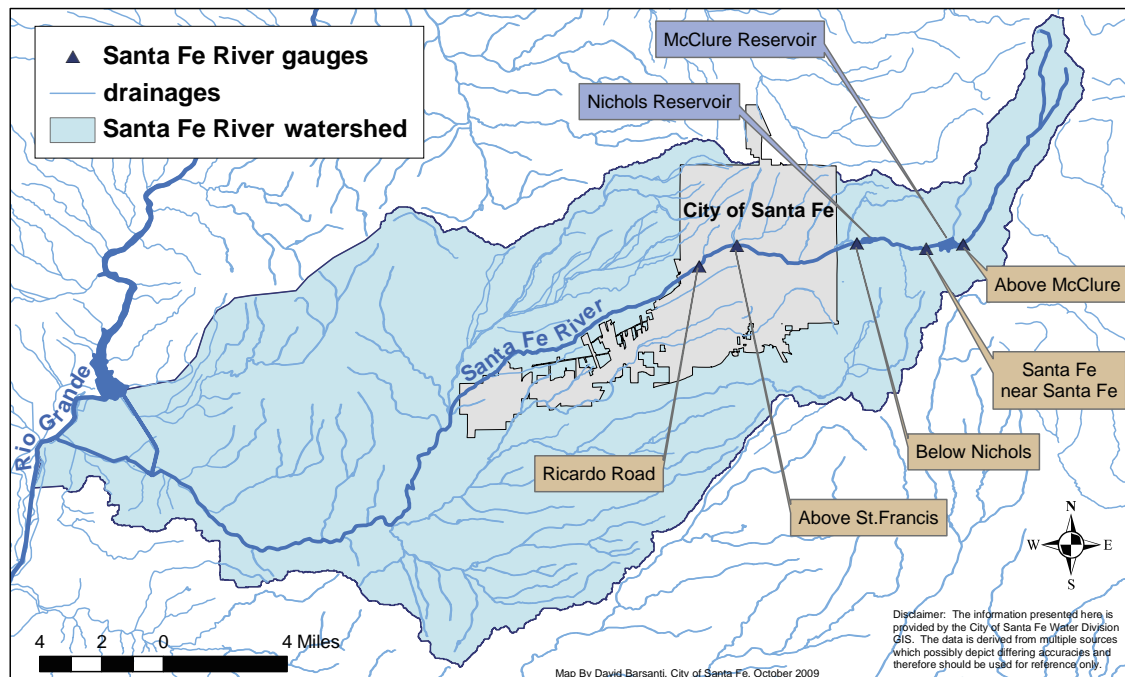 Santa Fe River gauges
drainages
Santa Fe River watershed
McClure Reservoir
Nichols Reservoir
City of Santa Fe
Above McClure
Santa Fe River
Santa Fe
near Santa Fe
Rio Grande
Below Nichols
Ricardo Road
Above St.Francis
N
W
E
S
4 2 0 4 Miles
Disclaimer: The information presented here is
provided by the City of Santa Fe Water Division
GIS. The data is derived from multiple sources
which possibly depict differing accuracies and
therefore should be used for reference only.
Map By David Barsanti, City of Santa Fe, October 2009